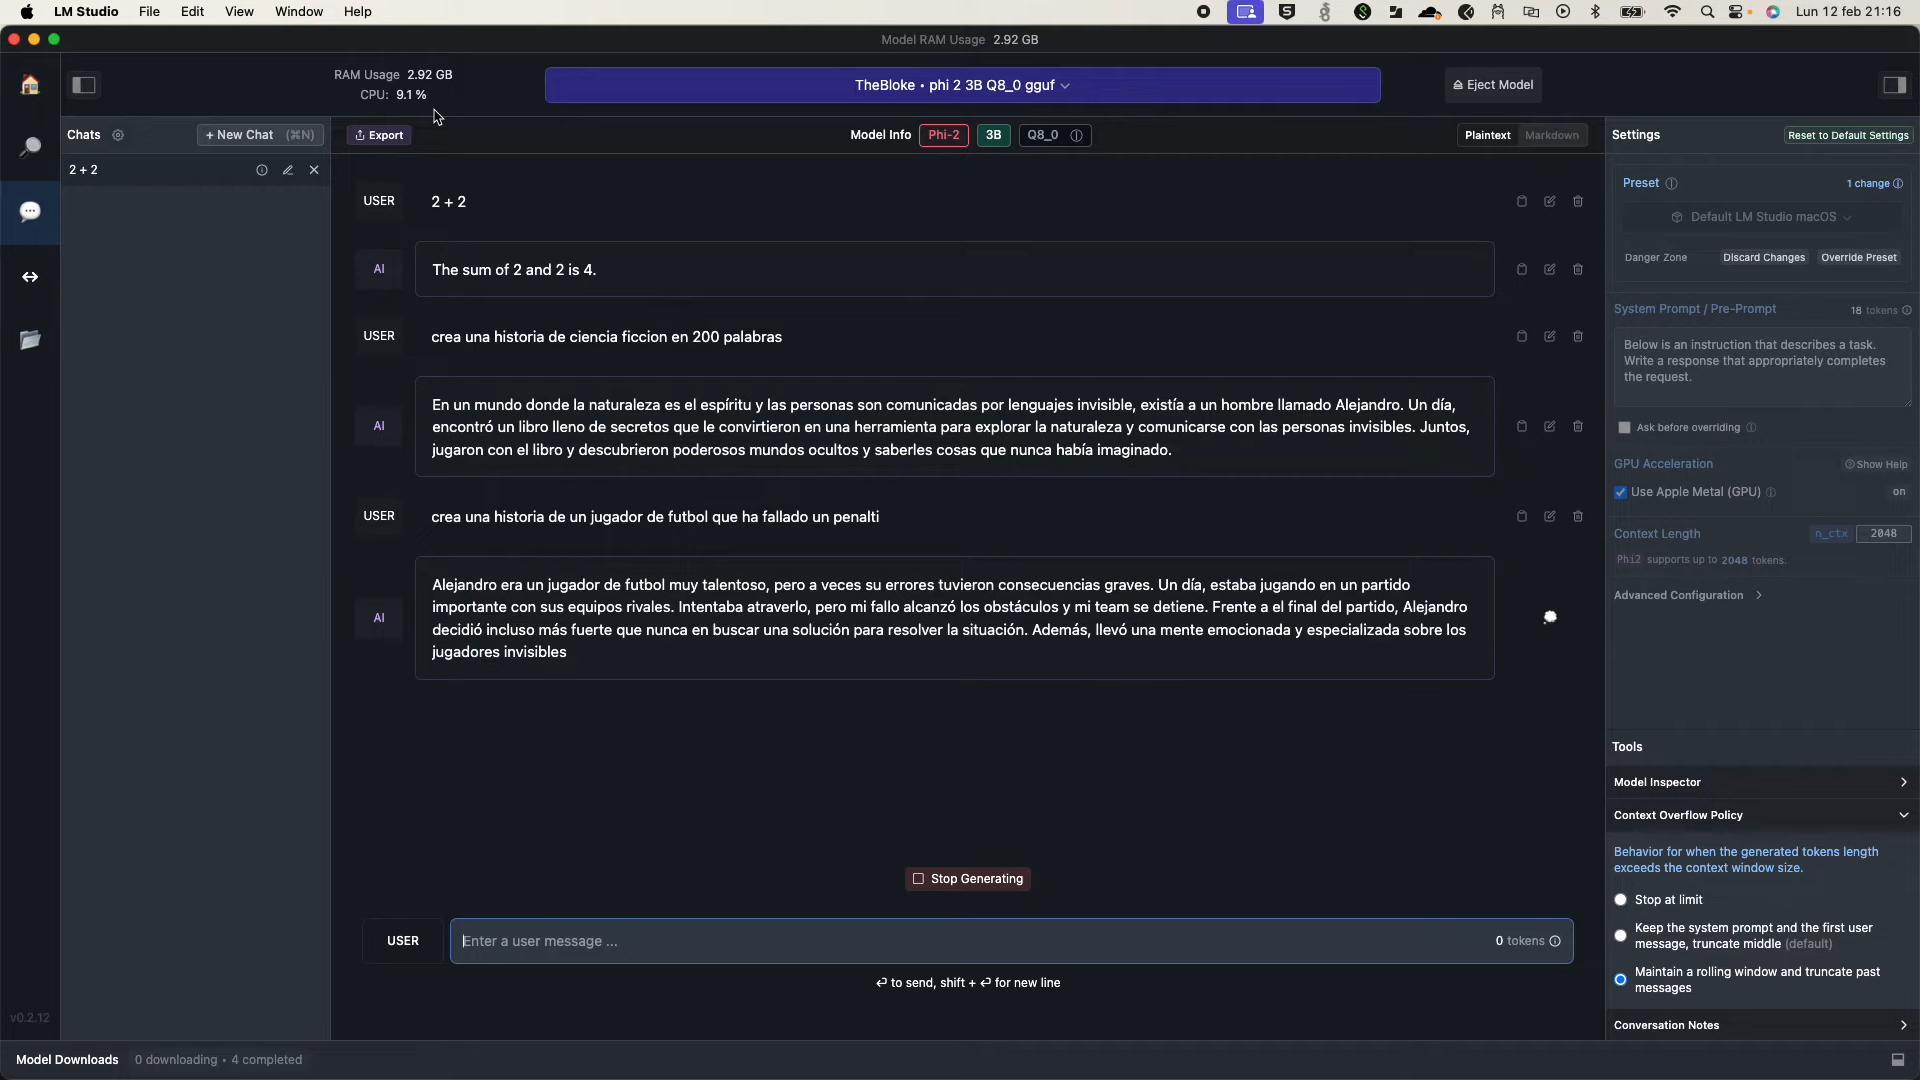 LM Studio File Edit View Window Help Lun 12 feb 21:16
Model RAM Usage 2.92 GB
RAM Usage 2.92 GB
CPU: 9.1 %
TheBloke • phi 2 3B Q8_0 gguf
Eject Model
Chats
+ New Chat (⌘N)
Export
Model Info Phi-2 3B Q8_0
Plaintext Markdown
Settings
Reset to Default Settings
2 + 2
USER
2 + 2
AI
The sum of 2 and 2 is 4.
USER
crea una historia de ciencia ficcion en 200 palabras
AI
En un mundo donde la naturaleza es el espíritu y las personas son comunicadas por lenguajes invisible, existía a un hombre llamado Alejandro. Un día,
encontró un libro lleno de secretos que le convirtieron en una herramienta para explorar la naturaleza y comunicarse con las personas invisibles. Juntos,
jugaron con el libro y descubrieron poderosos mundos ocultos y saberles cosas que nunca había imaginado.
USER
crea una historia de un jugador de futbol que ha fallado un penalti
AI
Alejandro era un jugador de futbol muy talentoso, pero a veces su errores tuvieron consecuencias graves. Un día, estaba jugando en un partido
importante con sus equipos rivales. Intentaba atraverlo, pero mi fallo alcanzó los obstáculos y mi team se detiene. Frente a el final del partido, Alejandro
decidió incluso más fuerte que nunca en buscar una solución para resolver la situación. Además, llevó una mente emocionada y especializada sobre los
jugadores invisibles
Stop Generating
USER
Enter a user message ...
0 tokens
⏎ to send, shift + ⏎ for new line
Preset
1 change
Default LM Studio macOS
Danger Zone Discard Changes Override Preset
System Prompt / Pre-Prompt 18 tokens
Below is an instruction that describes a task.
Write a response that appropriately completes
the request.
Ask before overriding
GPU Acceleration Show Help
Use Apple Metal (GPU) on
Context Length n_ctx 2048
Phi2 supports up to 2048 tokens.
Advanced Configuration
Tools
Model Inspector
Context Overflow Policy
Behavior for when the generated tokens length
exceeds the context window size.
Stop at limit
Keep the system prompt and the first user
message, truncate middle (default)
Maintain a rolling window and truncate past
messages
Conversation Notes
v0.2.12
Model Downloads 0 downloading • 4 completed